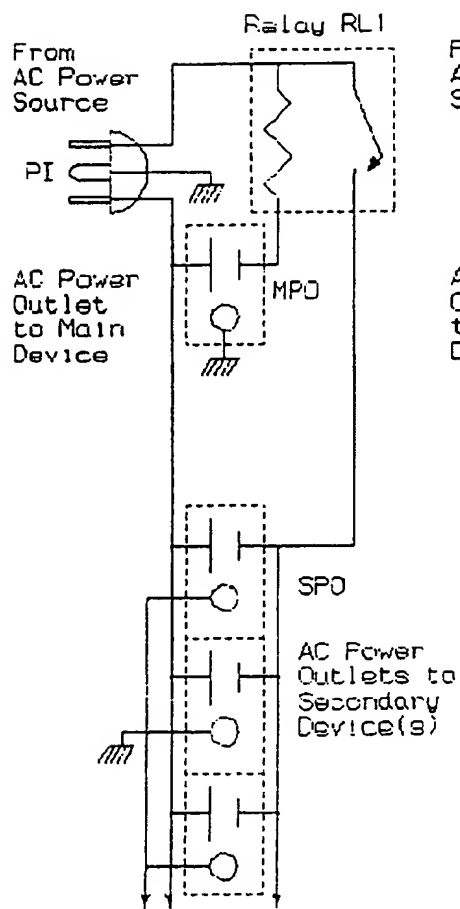 Relay RL1
From
AC Power
Source
PI
MPO
AC Power
Outlet
to Main
Device
SPO
AC Power
Outlets to
Secondary
Device(s)